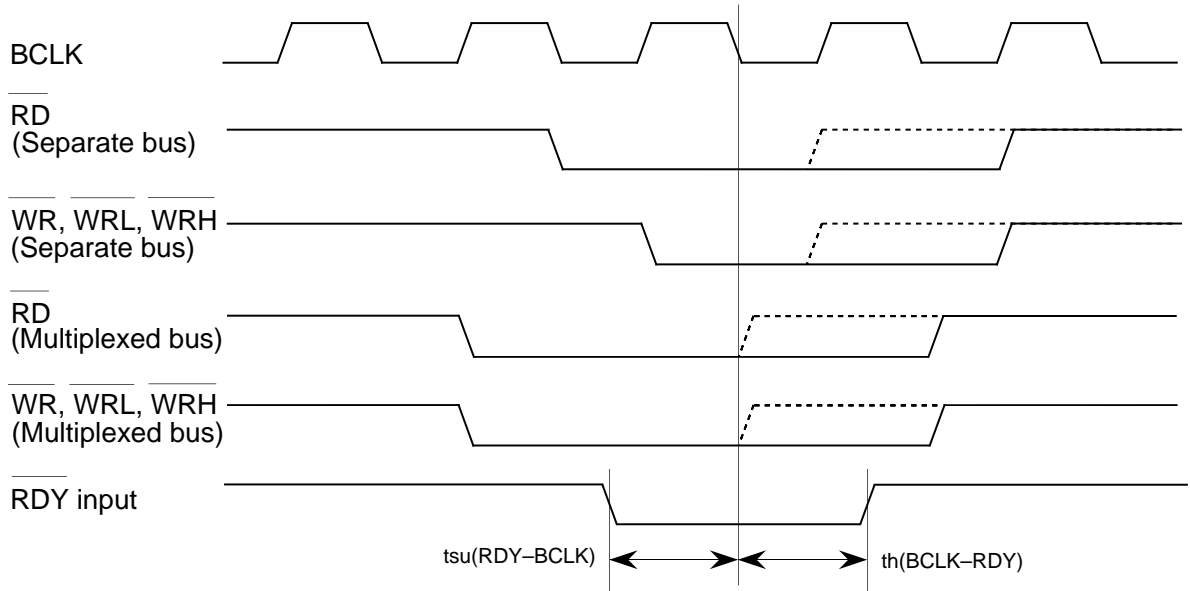 BCLK
RD
(Separate bus)
WR, WRL, WRH
(Separate bus)
RD
(Multiplexed bus)
WR, WRL, WRH
(Multiplexed bus)
RDY input
tsu(RDY–BCLK)
th(BCLK–RDY)